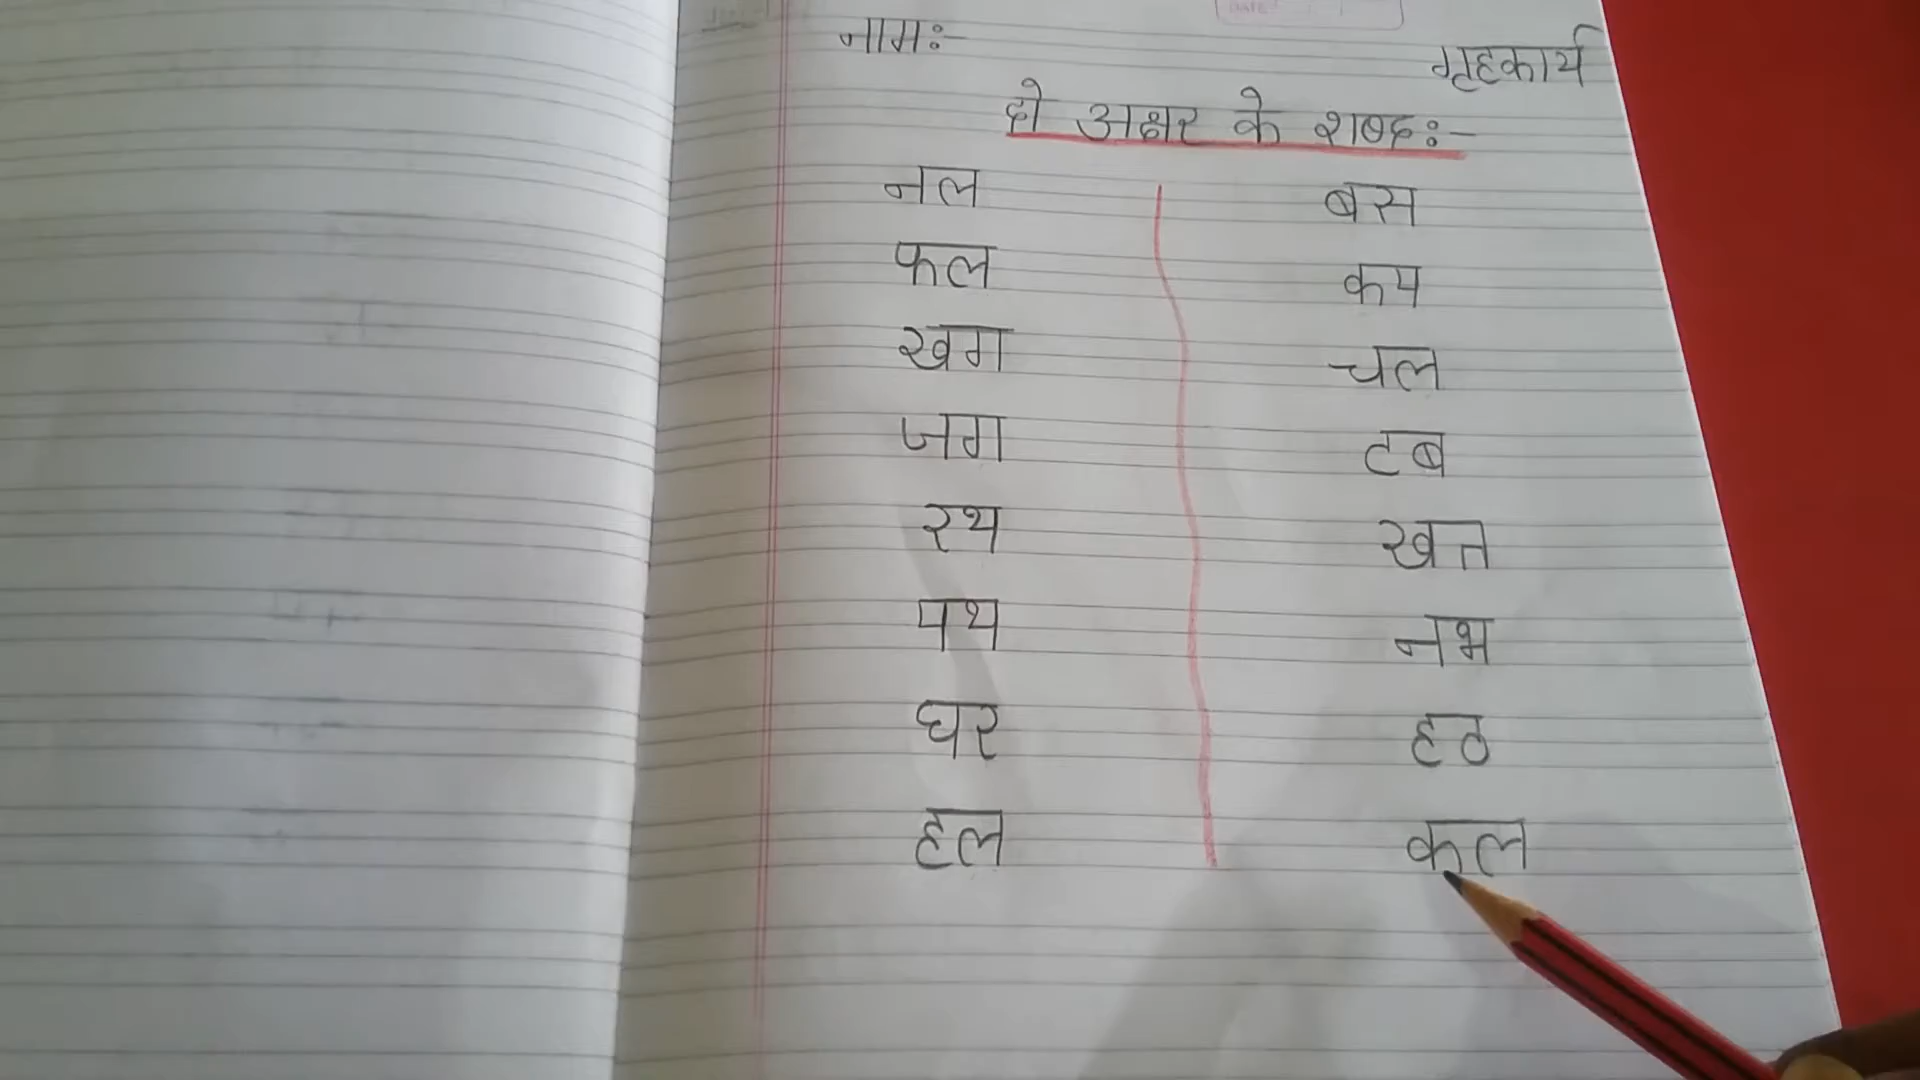 DATE
नामः-
गृहकार्य
दो अक्षर के शब्दः-
नल बस
फल कप
खग चल
जग टब
रथ खत
पथ नभ
घर हठ
हल कल